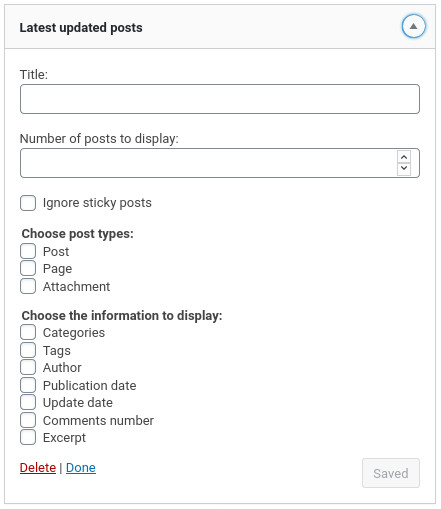 Latest updated posts
Title:
Number of posts to display:
Ignore sticky posts
Choose post types:
Post
Page
Attachment
Choose the information to display:
Categories
Tags
Author
Publication date
Update date
Comments number
Excerpt
Delete | Done
Saved